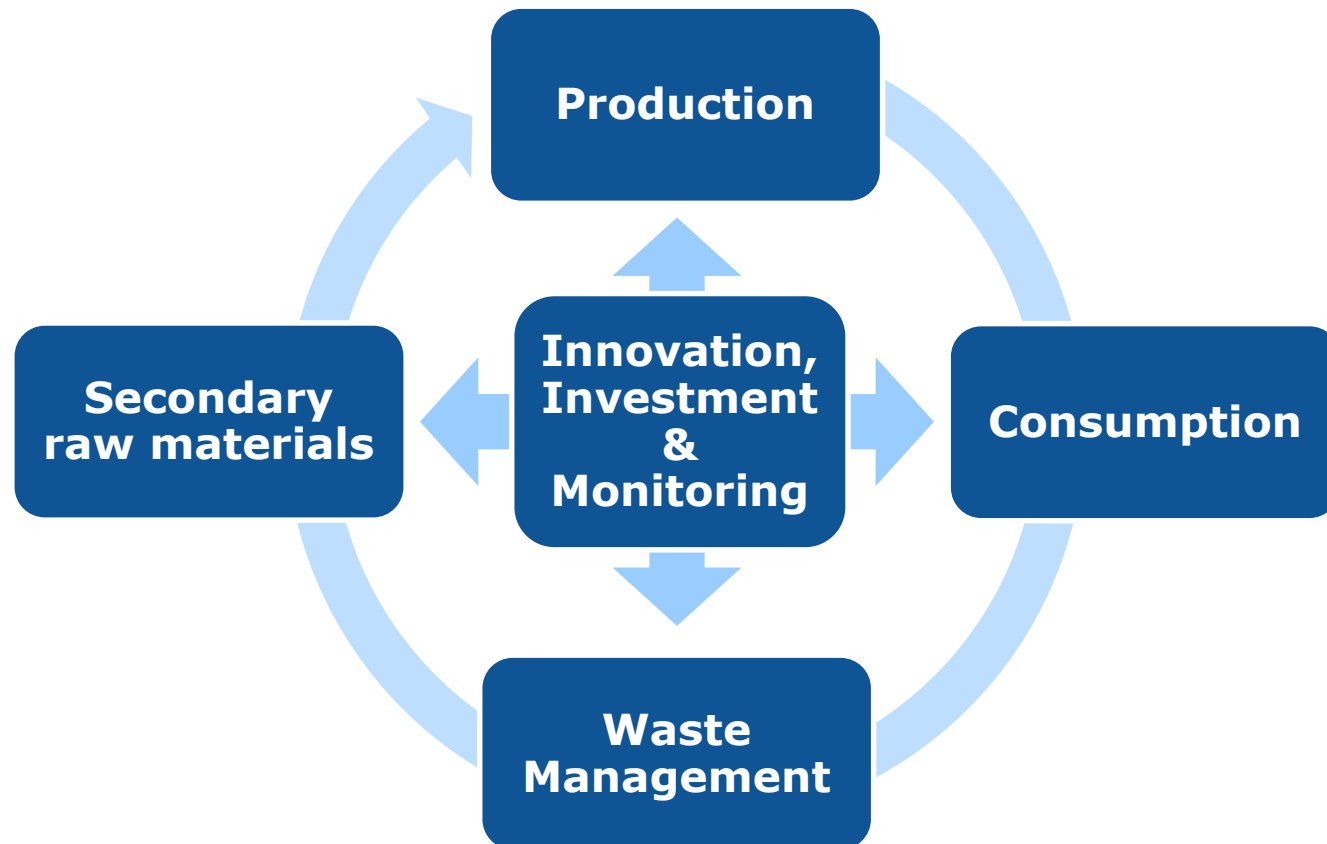 Production
Innovation,
Investment
&
Monitoring
Secondary
raw materials
Consumption
Waste
Management